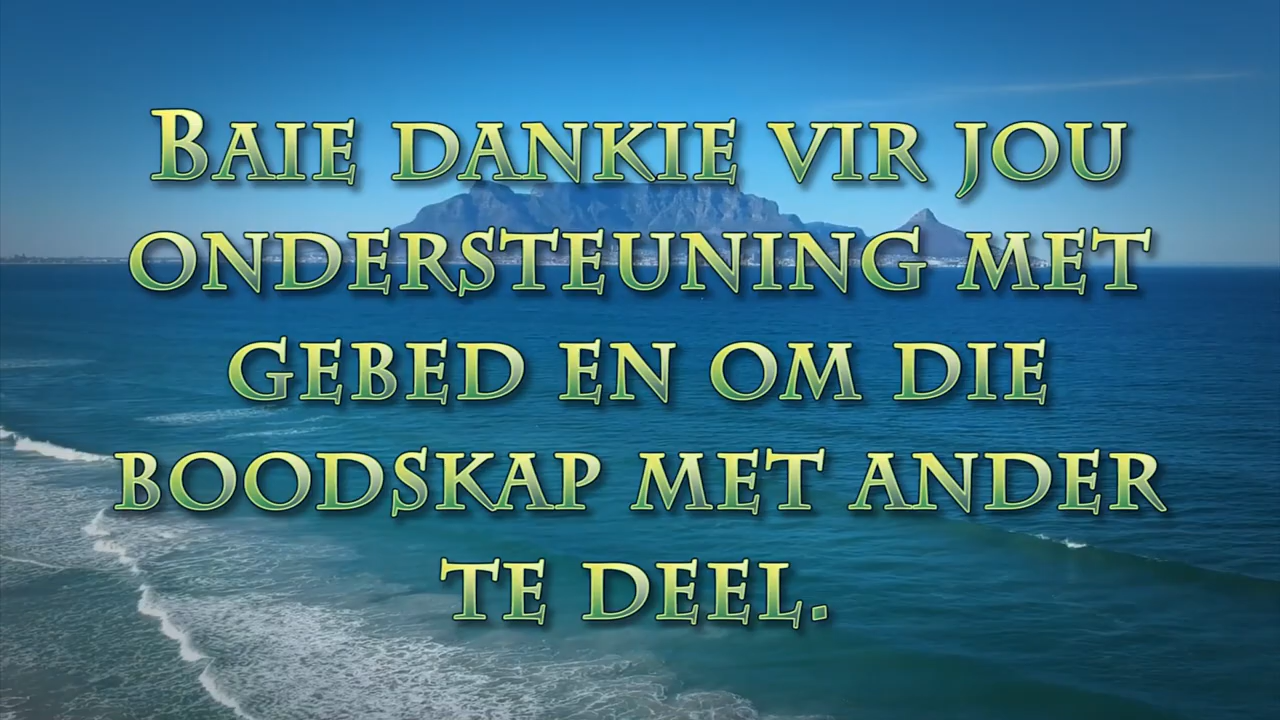 Baie dankie vir jou
ondersteuning met
gebed en om die
boodskap met ander
te deel.